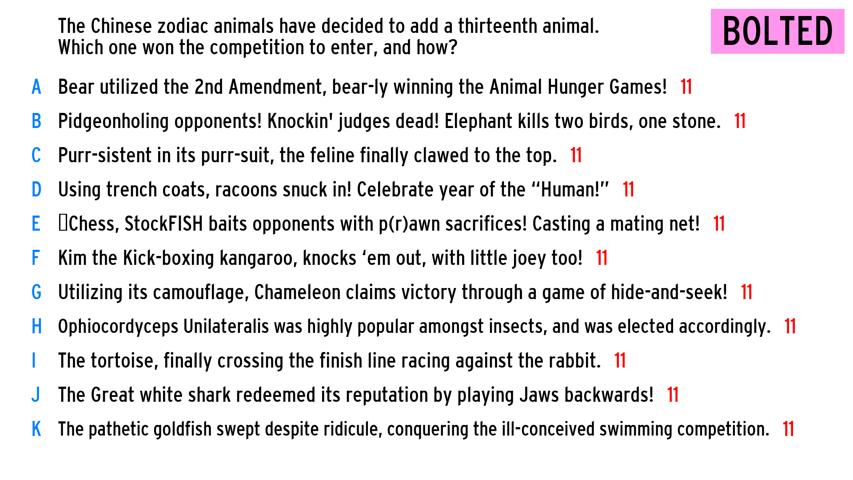 The Chinese zodiac animals have decided to add a thirteenth animal.
Which one won the competition to enter, and how?
BOLTED
A Bear utilized the 2nd Amendment, bear-ly winning the Animal Hunger Games! 11
B Pidgeonholing opponents! Knockin' judges dead! Elephant kills two birds, one stone. 11
C Purr-sistent in its purr-suit, the feline finally clawed to the top. 11
D Using trench coats, racoons snuck in! Celebrate year of the “Human!” 11
E ▯Chess, StockFISH baits opponents with p(r)awn sacrifices! Casting a mating net! 11
F Kim the Kick-boxing kangaroo, knocks ‘em out, with little joey too! 11
G Utilizing its camouflage, Chameleon claims victory through a game of hide-and-seek! 11
H Ophiocordyceps Unilateralis was highly popular amongst insects, and was elected accordingly. 11
I The tortoise, finally crossing the finish line racing against the rabbit. 11
J The Great white shark redeemed its reputation by playing Jaws backwards! 11
K The pathetic goldfish swept despite ridicule, conquering the ill-conceived swimming competition. 11